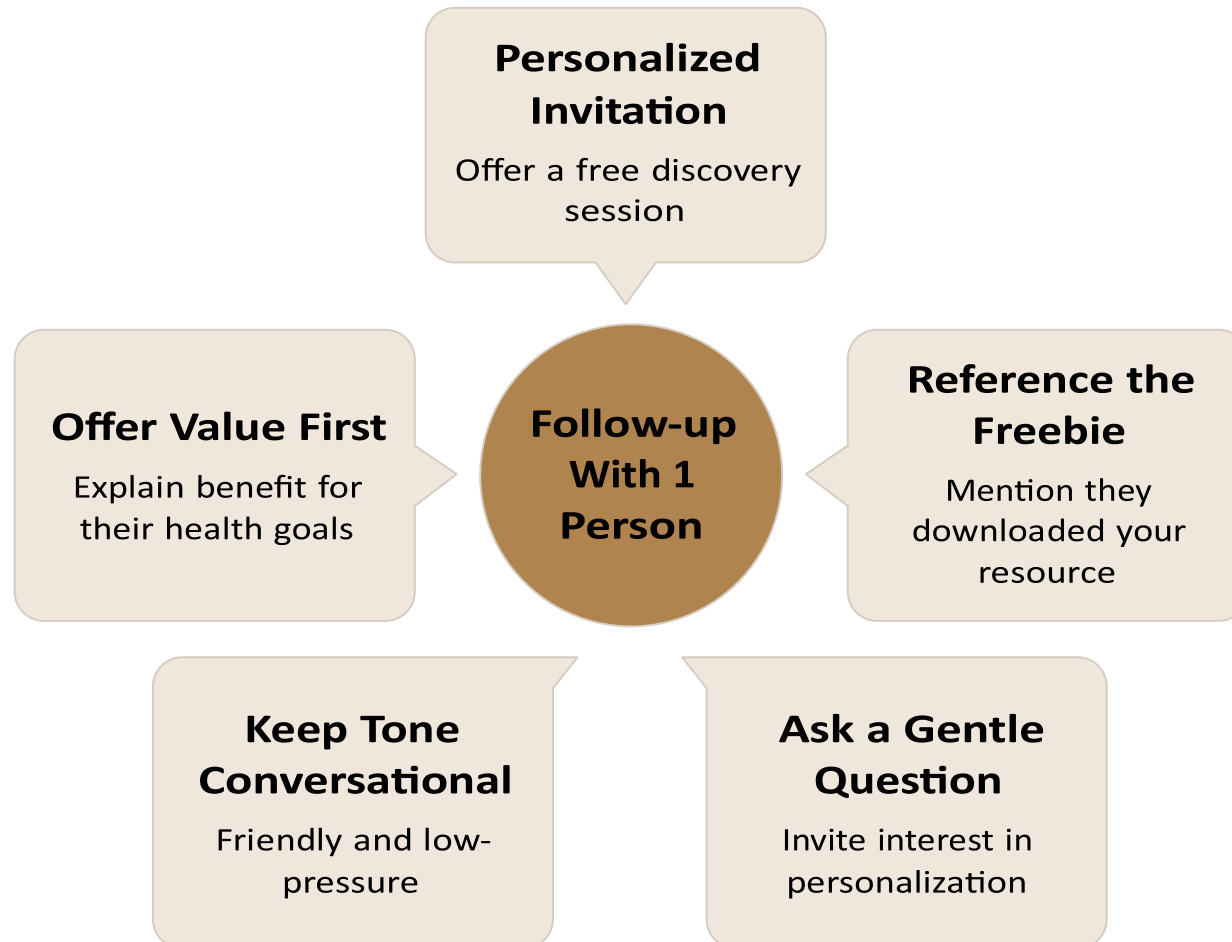 Personalized
Invitation
Offer a free discovery
session
Reference the
Freebie
Mention they
downloaded your
resource
Ask a Gentle
Question
Invite interest in
personalization
Keep Tone
Conversational
Friendly and low-
pressure
Offer Value First
Explain benefit for
their health goals
Follow-up
With 1
Person